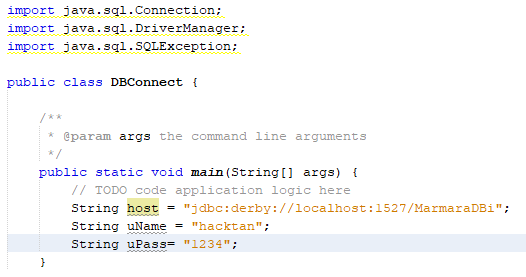 import java.sql.Connection;
import java.sql.DriverManager;
import java.sql.SQLException;
public class DBConnect {
/**
* @param args the command line arguments
*/
public static void main(String[] args) {
// TODO code application logic here
String host = "jdbc:derby://localhost:1527/MarmaraDBi";
String uName = "hacktan";
String uPass= "1234";
}